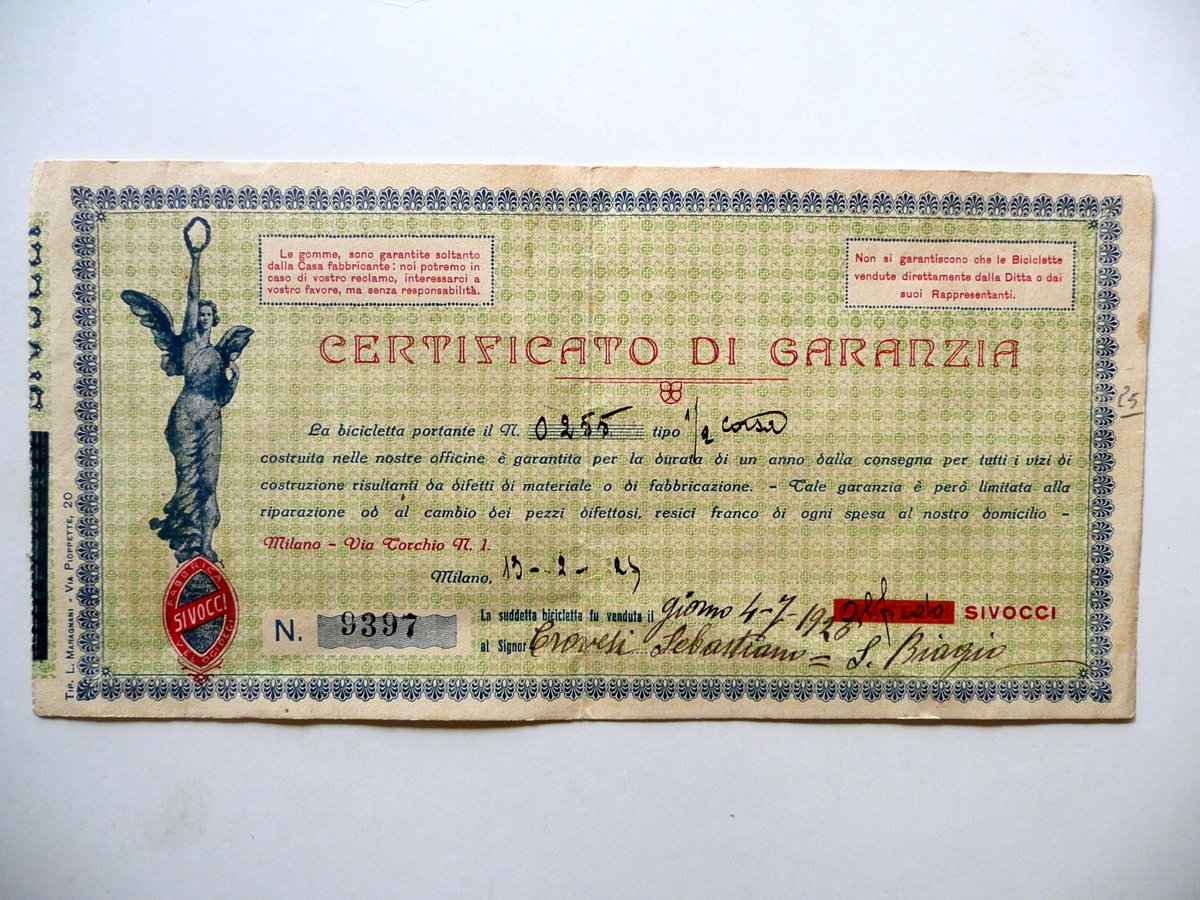 Le gomme, sono garantite soltanto
dalla Casa fabbricante: noi potremo in
caso di vostro reclamo, interessarci a
vostro favore, ma senza responsabilità.
Non si garantiscono che le Biciclette
vendute direttamente dalla Ditta o dai
suoi Rappresentanti.
CERTIFICATO DI GARANZIA
La bicicletta portante il N. 0255 tipo 1/2 corsa
costruita nelle nostre officine è garantita per la durata di un anno dalla consegna per tutti i vizi di
costruzione risultanti da difetti di materiale o di fabbricazione. - Tale garanzia è però limitata alla
riparazione od al cambio dei pezzi difettosi, resici franco di ogni spesa al nostro domicilio -
Milano - Via Torchio N. 1.
Milano,
La suddetta bicicletta fu venduta il giorno 4-7-1928 SIVOCCI
al Signor Trovesi Sebastiano = S. Biagio
N. 9397
FABBRICA
SIVOCCI
VELOCIPEDI
TIP. L. MARAGNANI - VIA PIOPPETTE, 20
25